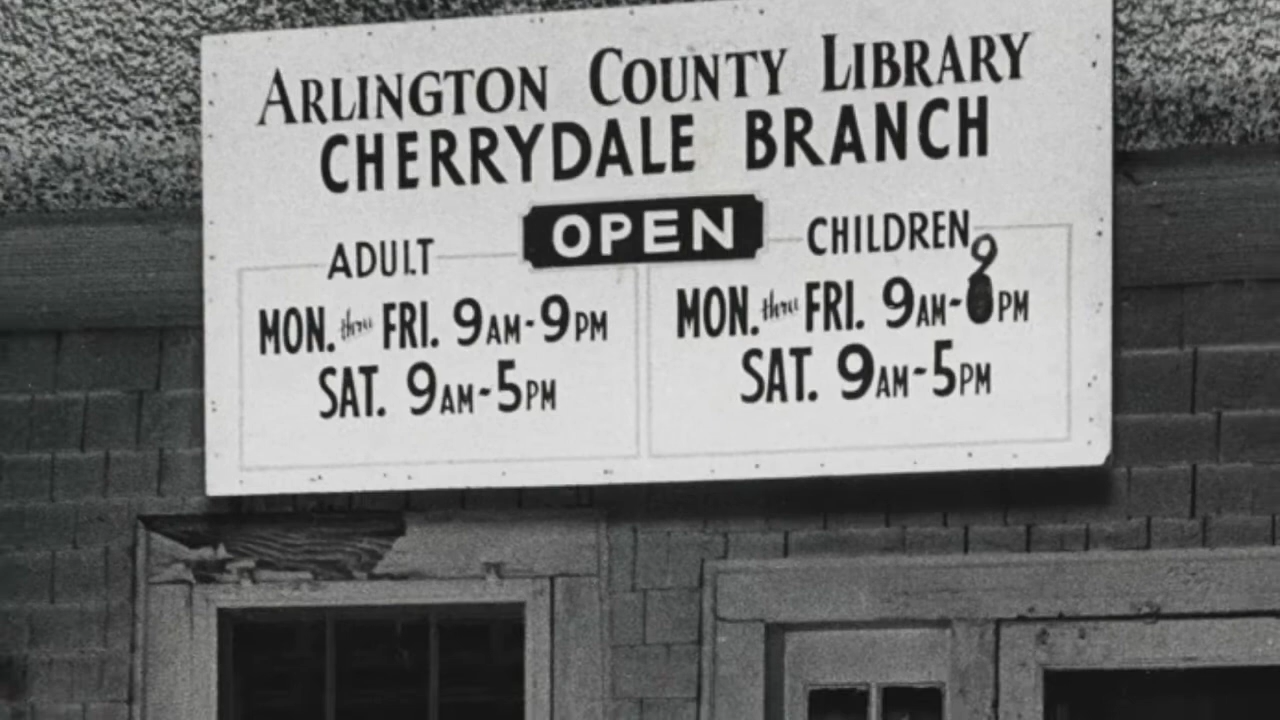 ARLINGTON COUNTY LIBRARY
CHERRYDALE BRANCH
OPEN
ADULT
MON. thru FRI. 9AM-9PM
SAT. 9AM-5PM
CHILDREN
9
MON. thru FRI. 9AM-PM
SAT. 9AM-5PM